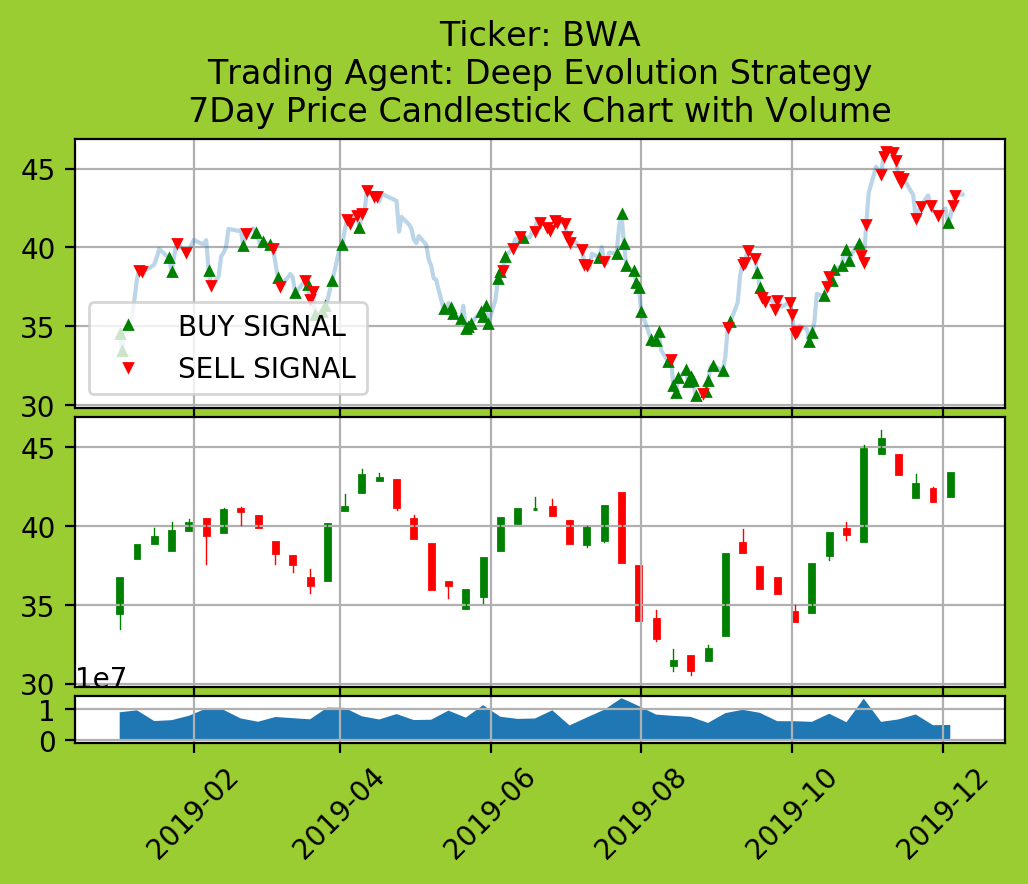 Ticker: BWA
Trading Agent: Deep Evolution Strategy
7Day Price Candlestick Chart with Volume
45
40
35
30
BUY SIGNAL
SELL SIGNAL
45
40
35
30
1e7
1
0
2019-02
2019-04
2019-06
2019-08
2019-10
2019-12